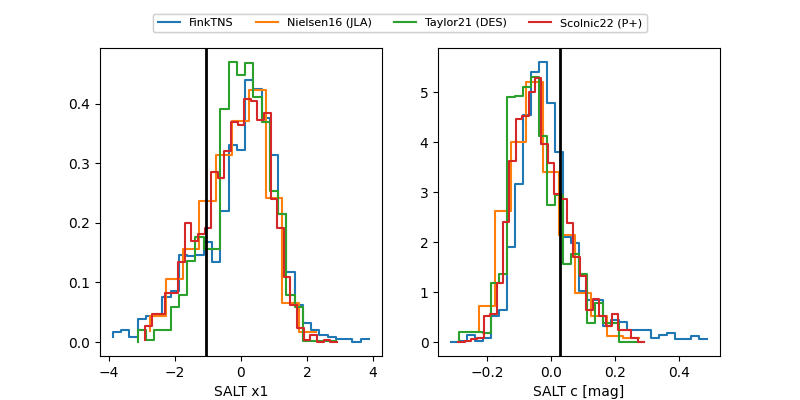 FinkTNS Nielsen16 (JLA) Taylor21 (DES) Scolnic22 (P+)
0.4
0.3
0.2
0.1
0.0
−4 −2 0 2 4
SALT x1
5
4
3
2
1
0
−0.2 0.0 0.2 0.4
SALT c [mag]